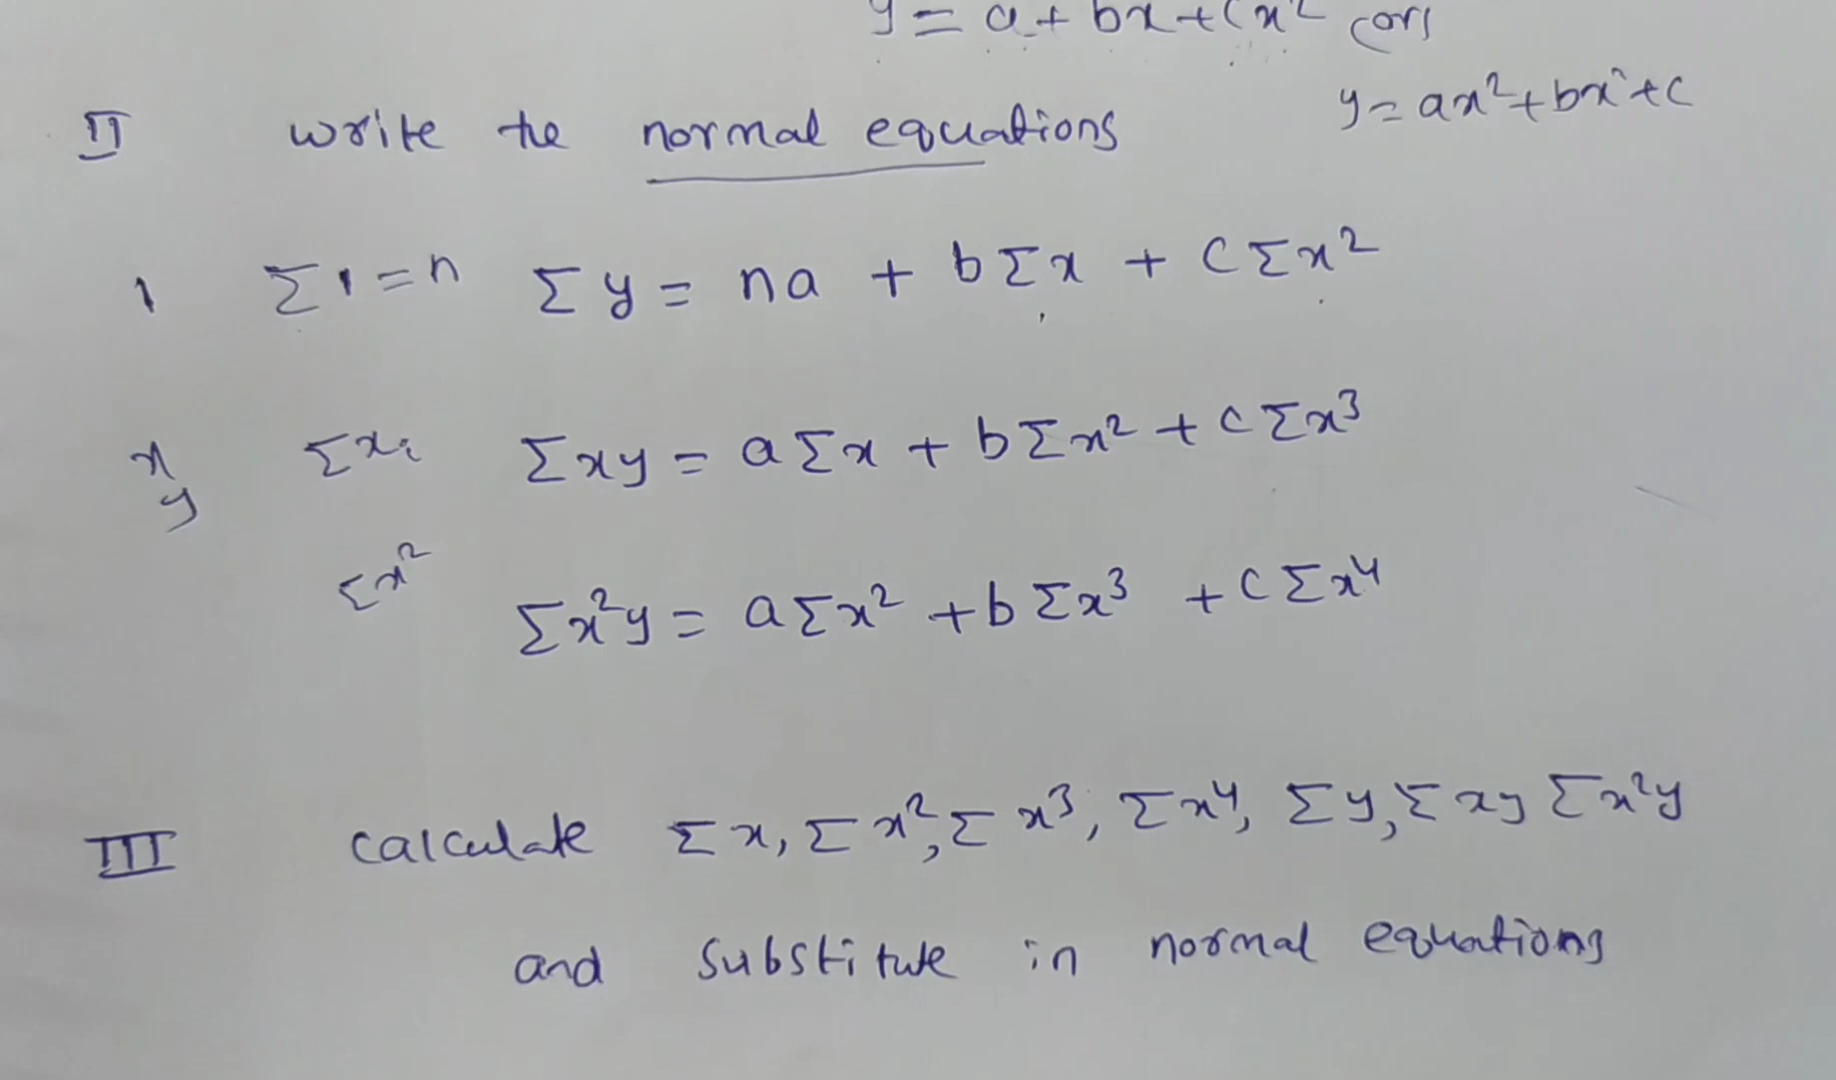 y = a + bx + cx² (or)
y = ax² + bx + c
II write the normal equations
1 Σ1 = n Σy = na + bΣx + cΣx²
x y Σxᵢ Σxy = aΣx + bΣx² + cΣx³
Σx²
Σx²y = aΣx² + bΣx³ + cΣx⁴
III calculate Σx, Σx², Σx³, Σx⁴, Σy, Σxy Σx²y
and substitute in normal equations